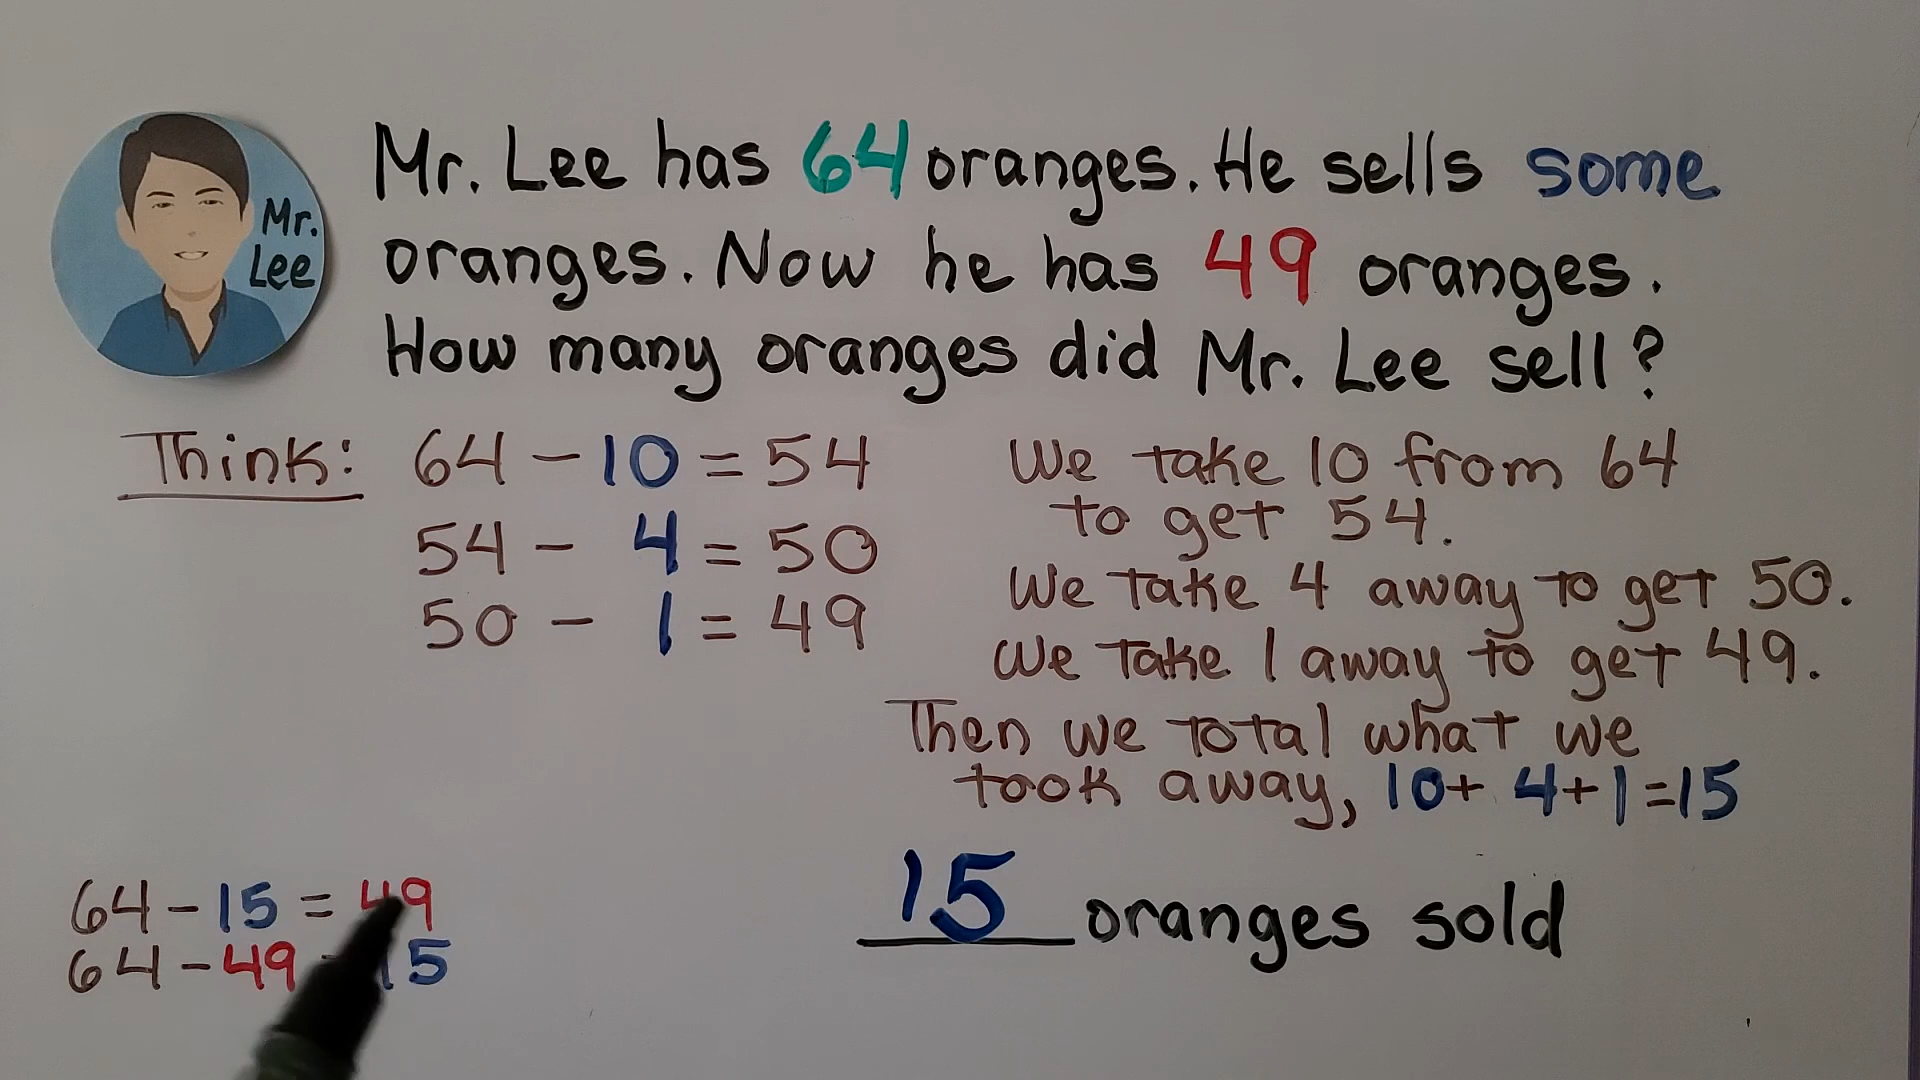 Mr. Lee
Mr. Lee has 64 oranges. He sells some
oranges. Now he has 49 oranges.
How many oranges did Mr. Lee sell?
Think: 64 - 10 = 54
54 - 4 = 50
50 - 1 = 49
We take 10 from 64
to get 54.
We take 4 away to get 50.
We take 1 away to get 49.
Then we total what we
took away, 10+ 4+1=15
15 oranges sold
64 - 15 = 49
64 - 49 = 15